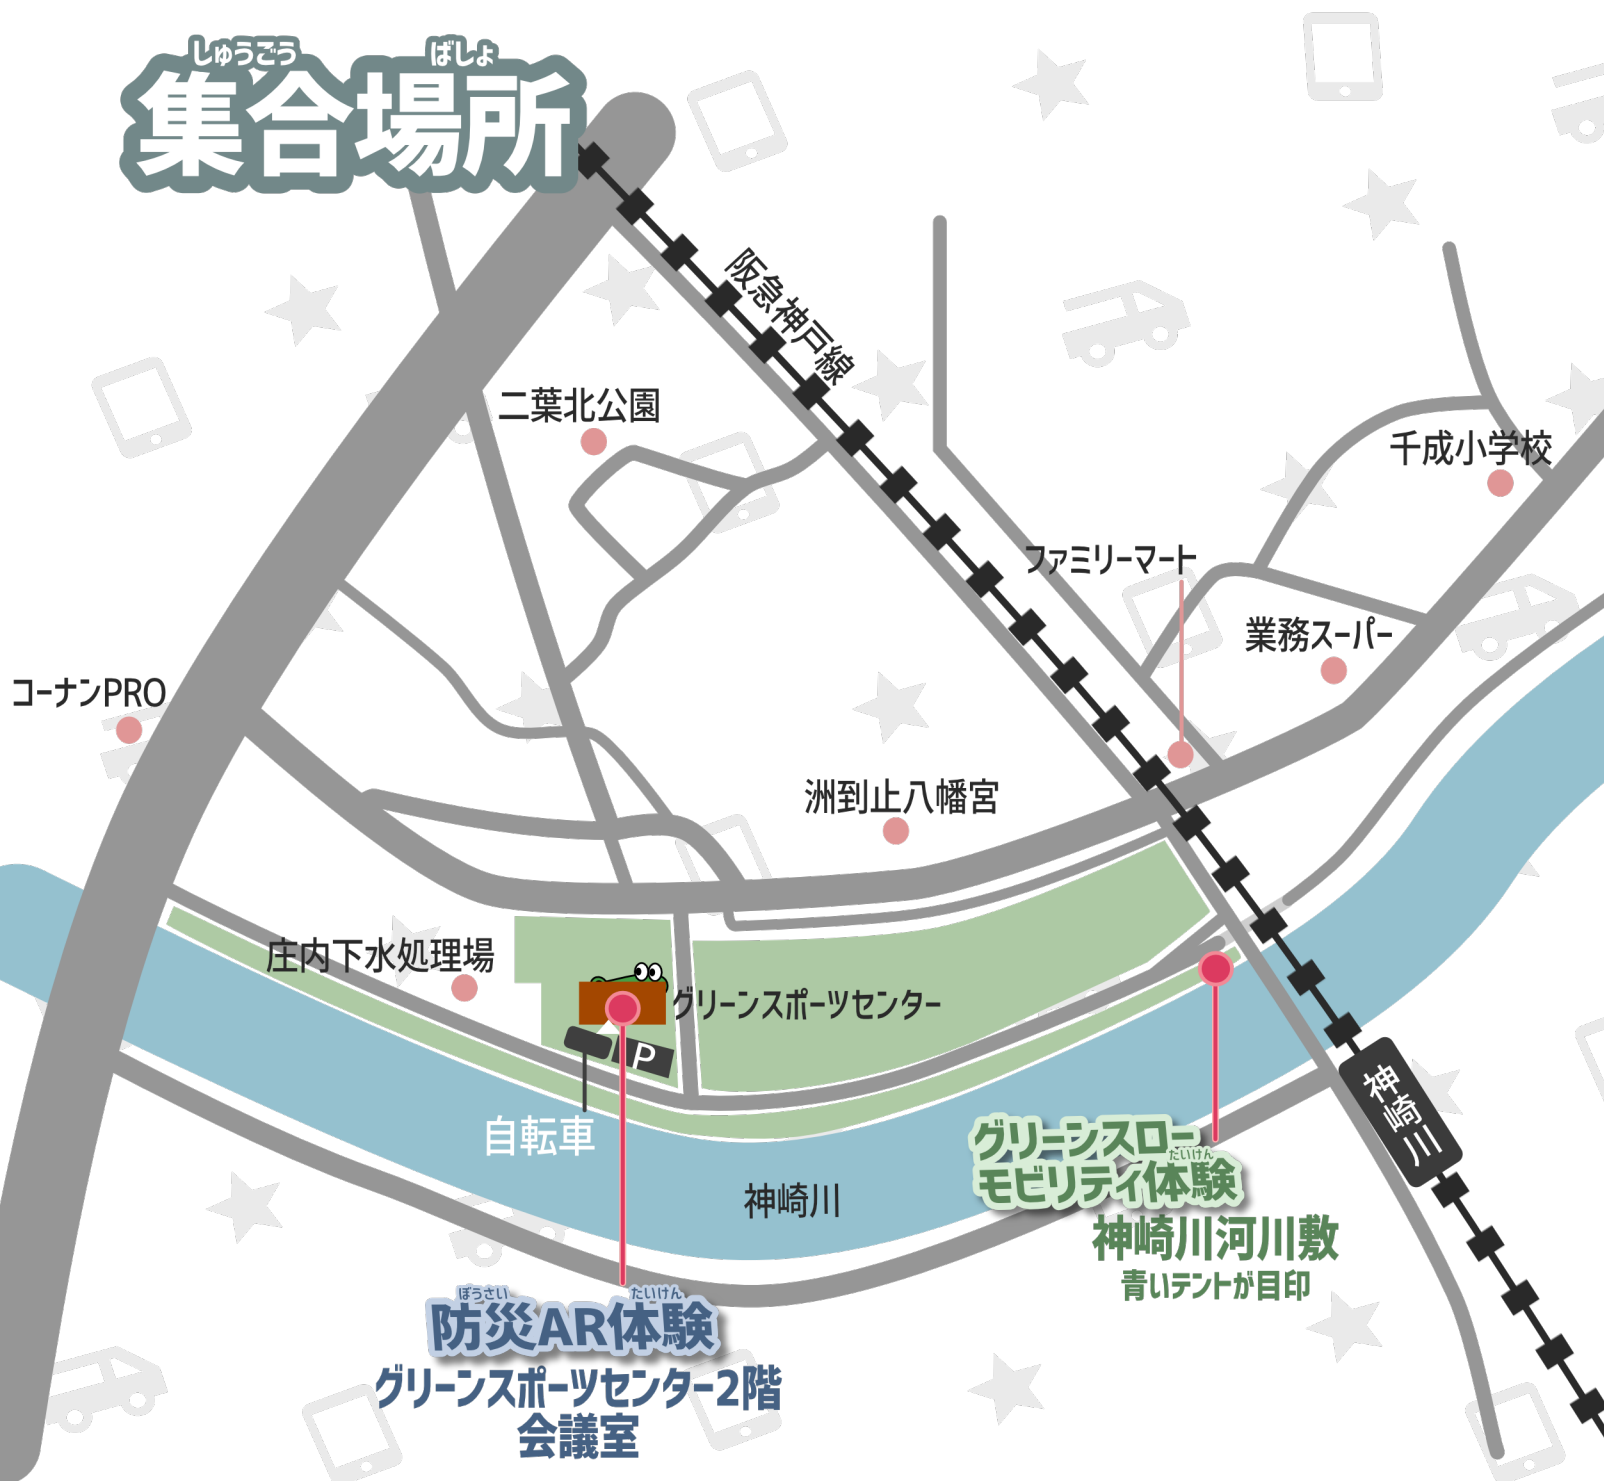 しゅうごう ばしょ
集合場所
阪急神戸線
二葉北公園
千成小学校
ファミリーマート
業務スーパー
コーナンPRO
洲到止八幡宮
庄内下水処理場
グリーンスポーツセンター
P
自転車
神崎川
神崎川
グリーンスロー
たいけん
モビリティ体験
神崎川河川敷
青いテントが目印
ぼうさい たいけん
防災AR体験
グリーンスポーツセンター2階
会議室